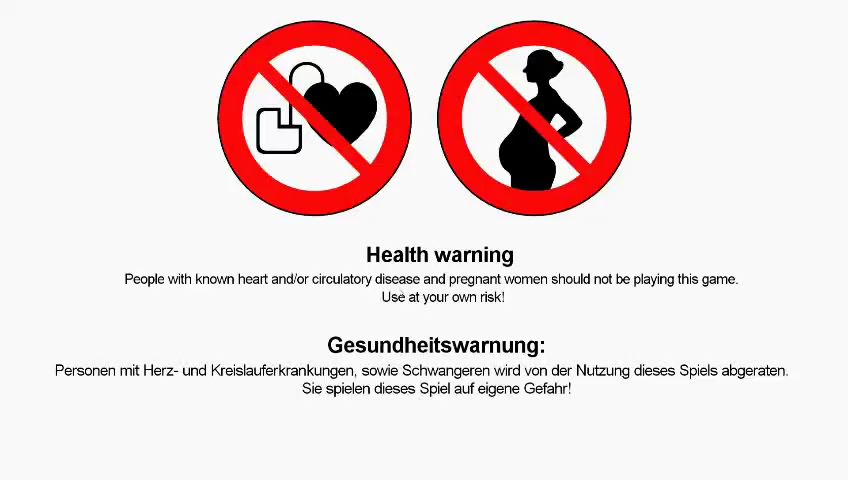 Health warning
People with known heart and/or circulatory disease and pregnant women should not be playing this game.
Use at your own risk!
Gesundheitswarnung:
Personen mit Herz- und Kreislauferkrankungen, sowie Schwangeren wird von der Nutzung dieses Spiels abgeraten.
Sie spielen dieses Spiel auf eigene Gefahr!